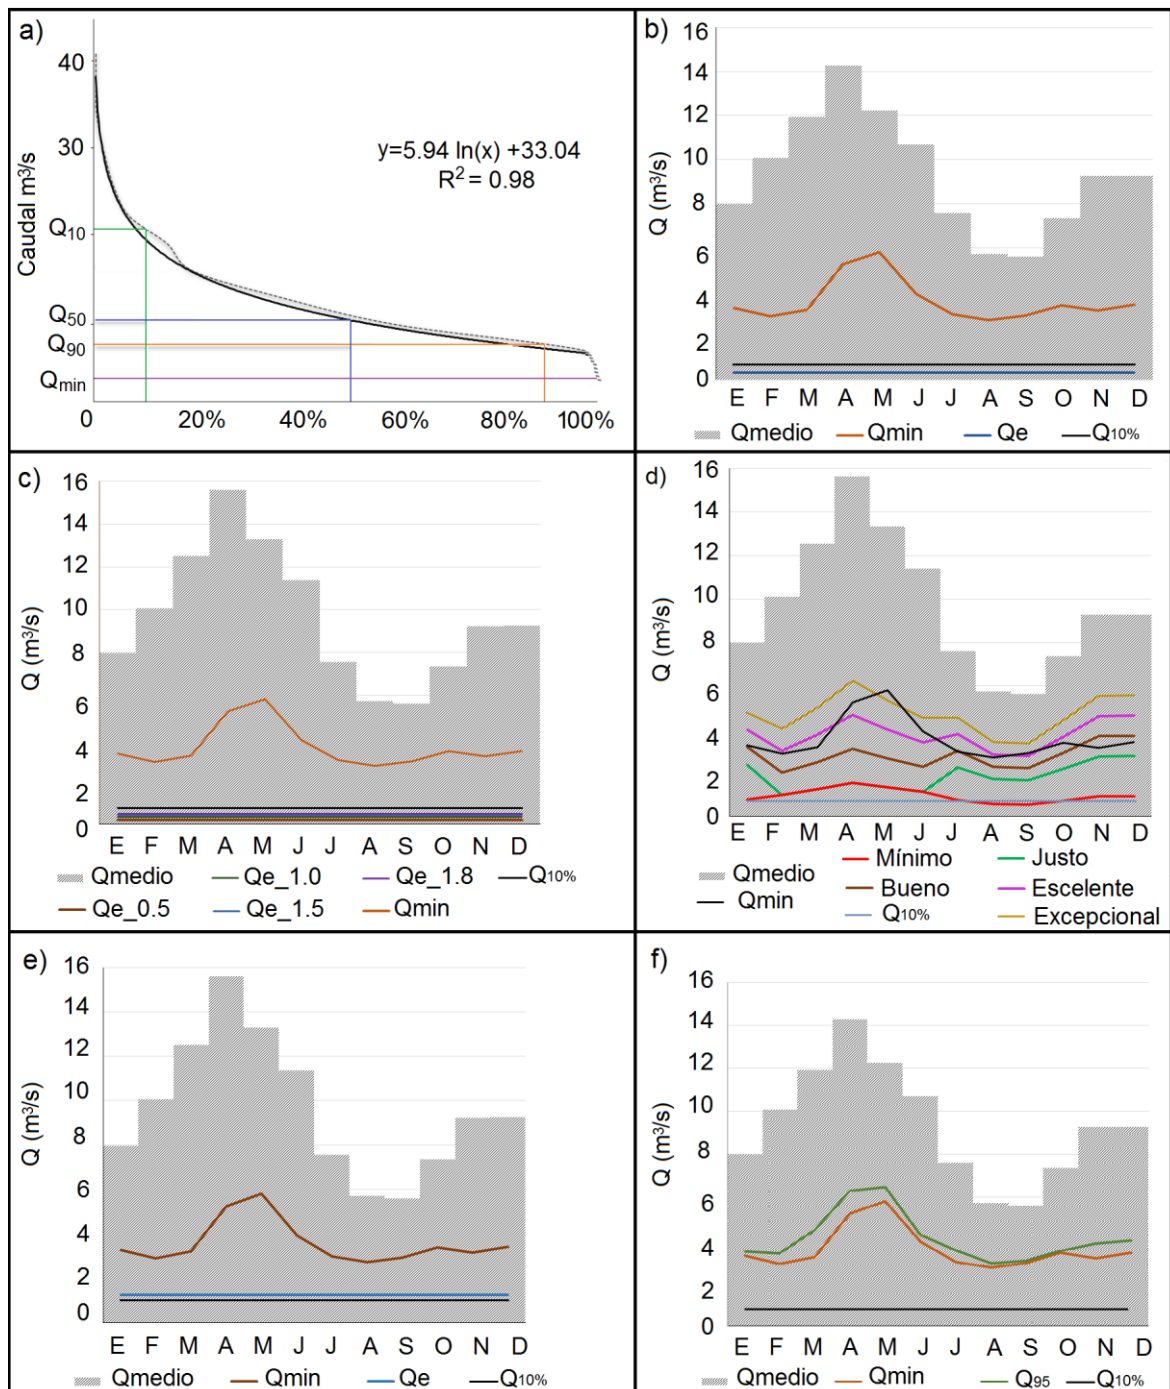 a)
40
30
Q10
Q50
Q90
Qmin
Caudal m³/s
y=5.94 ln(x) +33.04
R² = 0.98
0 20% 40% 60% 80% 100%
b)
16
14
12
10
8
6
4
2
0
Q (m³/s)
E F M A M J J A S O N D
Qmedio Qmin Qe Q10%
c)
16
14
12
10
8
6
4
2
0
Q (m³/s)
E F M A M J J A S O N D
Qmedio Qe_1.0 Qe_1.8 Q10%
Qe_0.5 Qe_1.5 Qmin
d)
16
14
12
10
8
6
4
2
0
Q (m³/s)
E F M A M J J A S O N D
Qmedio Mínimo Justo
Qmin Bueno Escelente
Q10% Excepcional
e)
16
14
12
10
8
6
4
2
0
Q (m³/s)
E F M A M J J A S O N D
Qmedio Qmin Qe Q10%
f)
16
14
12
10
8
6
4
2
0
Q (m³/s)
E F M A M J J A S O N D
Qmedio Qmin Q95 Q10%